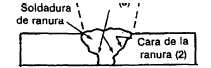 Soldadura
de ranura
Cara de la
ranura (2)